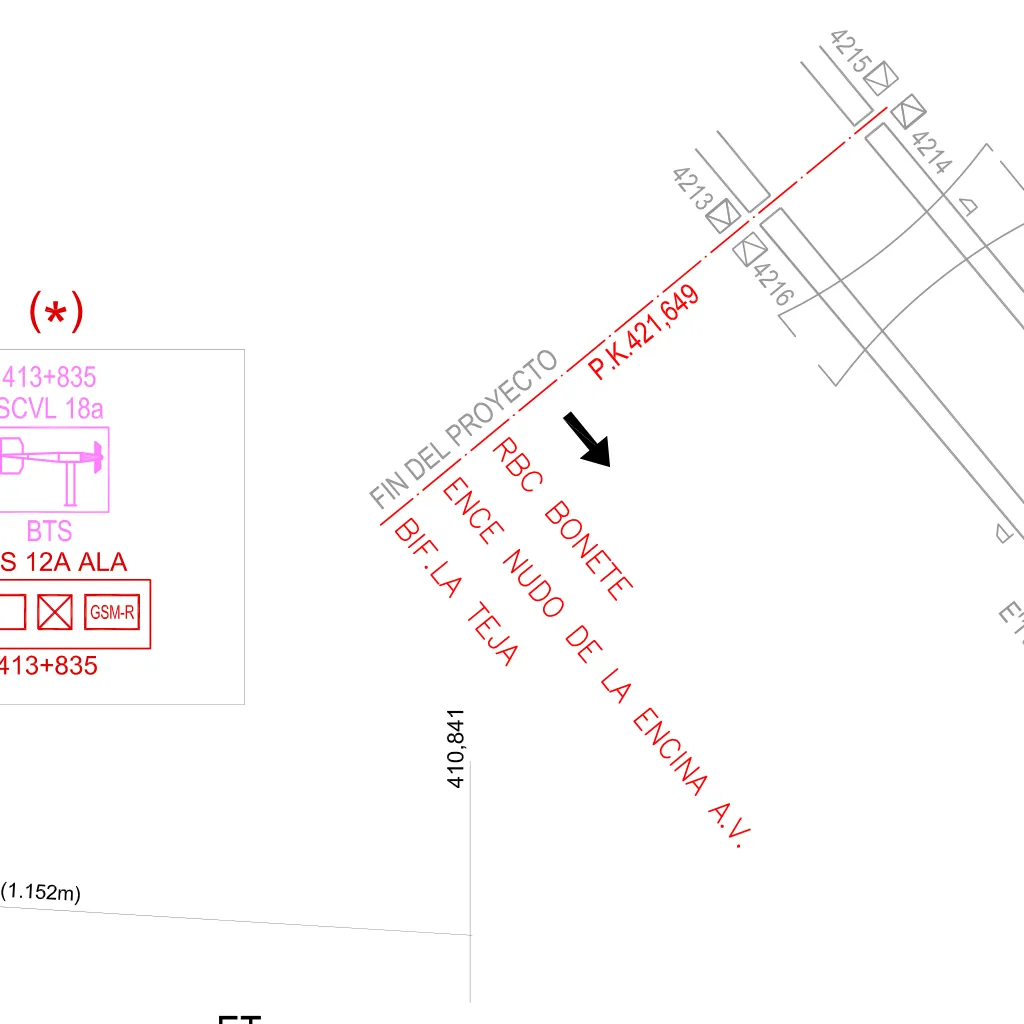 4215
4214
4213
4216
P.K.421,649
FIN DEL PROYECTO
RBC BONETE
ENCE NUDO DE LA ENCINA A.V.
BIF.LA TEJA
(*)
413+835
SCVL 18a
BTS
S 12A ALA
GSM-R
413+835
410,841
(1.152m)